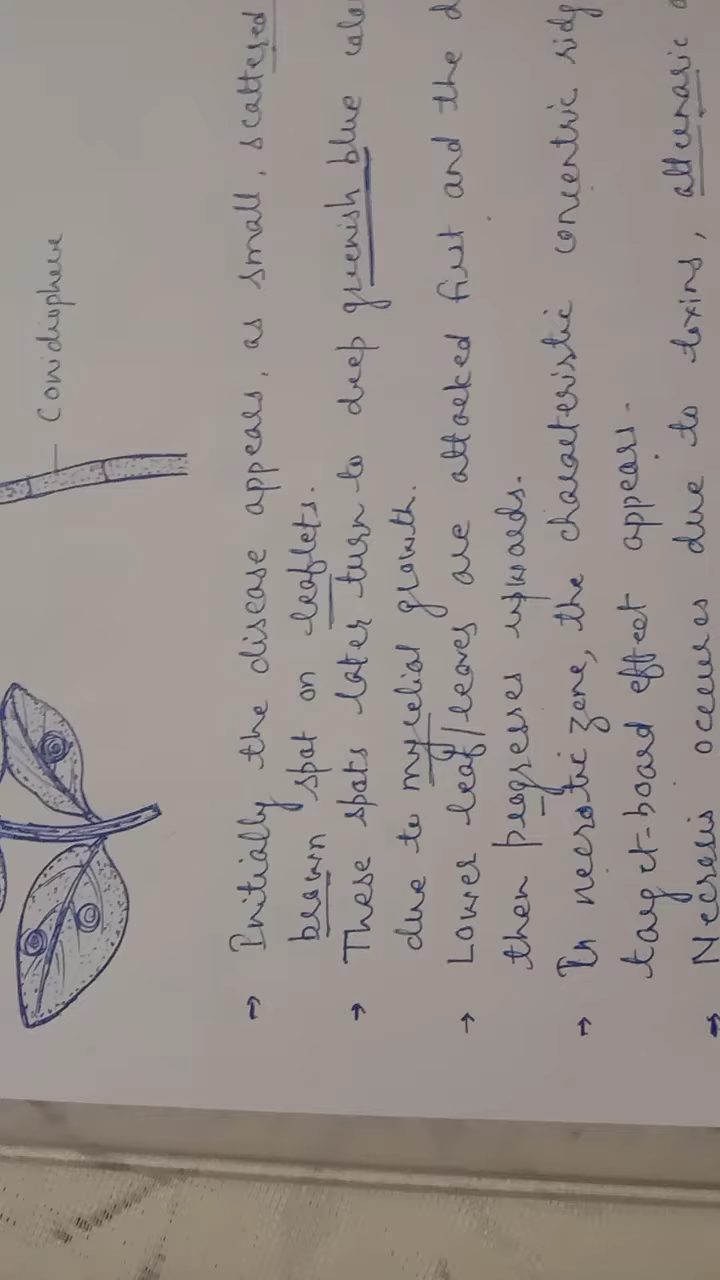 Conidiophore
→ Initially the disease appears, as small, scattered
brown spot on leaflets.
→ These spots later turn to deep greenish blue
due to mycelial growth.
→ Lower leaf/leaves are attacked first and the
then progresses upwards.
→ In necrotic zone, the characteristic concentric
target-board effect appears.
→ Necrosis occures due to toxins, alternaric